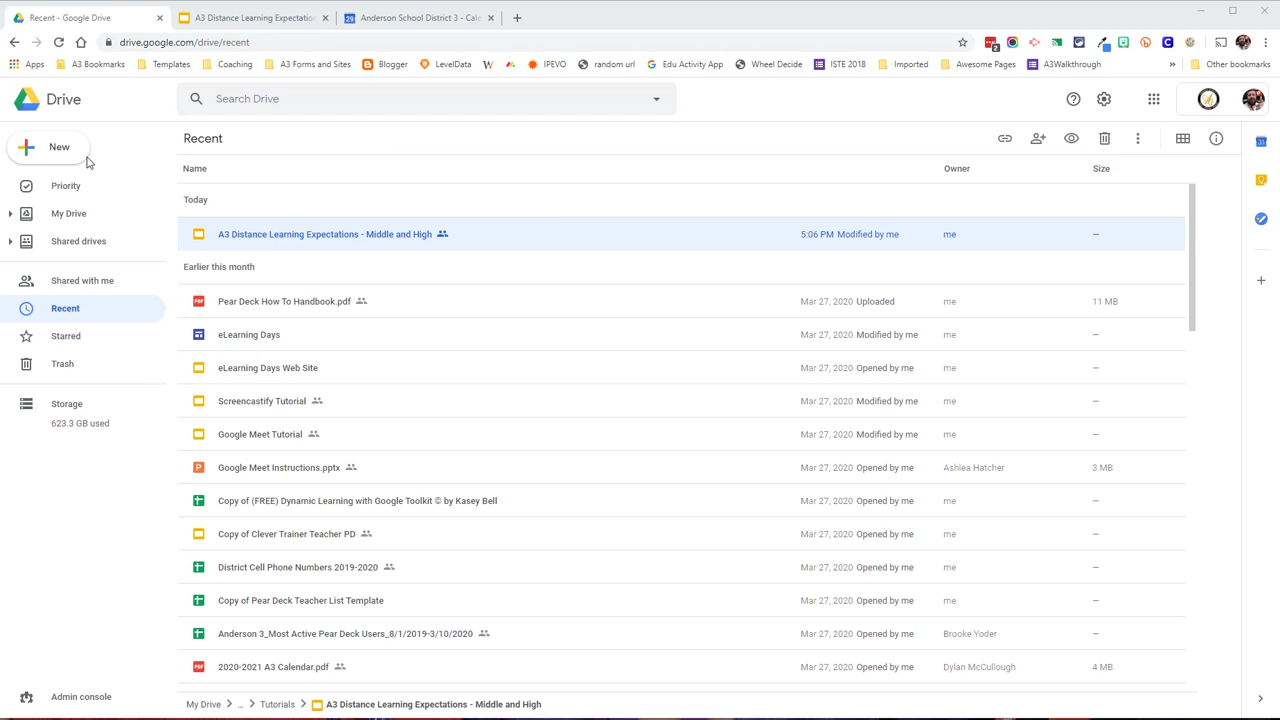 Recent - Google Drive
A3 Distance Learning Expectatio
Anderson School District 3 - Cale
drive.google.com/drive/recent
Apps
A3 Bookmarks
Templates
Coaching
A3 Forms and Sites
Blogger
LevelData
IPEVO
random url
Edu Activity App
Wheel Decide
ISTE 2018
Imported
Awesome Pages
A3Walkthrough
»
Other bookmarks
Drive
Search Drive
New
Priority
My Drive
Shared drives
Shared with me
Recent
Starred
Trash
Storage
623.3 GB used
Admin console
Recent
Name Owner Size
Today
A3 Distance Learning Expectations - Middle and High 5:06 PM Modified by me me –
Earlier this month
Pear Deck How To Handbook.pdf Mar 27, 2020 Uploaded me 11 MB
eLearning Days Mar 27, 2020 Modified by me me –
eLearning Days Web Site Mar 27, 2020 Opened by me me –
Screencastify Tutorial Mar 27, 2020 Modified by me me –
Google Meet Tutorial Mar 27, 2020 Modified by me me –
Google Meet Instructions.pptx Mar 27, 2020 Opened by me Ashlea Hatcher 3 MB
Copy of (FREE) Dynamic Learning with Google Toolkit © by Kasey Bell Mar 27, 2020 Opened by me me –
Copy of Clever Trainer Teacher PD Mar 27, 2020 Opened by me me –
District Cell Phone Numbers 2019-2020 Mar 27, 2020 Opened by me me –
Copy of Pear Deck Teacher List Template Mar 27, 2020 Opened by me me –
Anderson 3_Most Active Pear Deck Users_8/1/2019-3/10/2020 Mar 27, 2020 Opened by me Brooke Yoder –
2020-2021 A3 Calendar.pdf Mar 27, 2020 Opened by me Dylan McCullough 4 MB
My Drive > ... > Tutorials > A3 Distance Learning Expectations - Middle and High